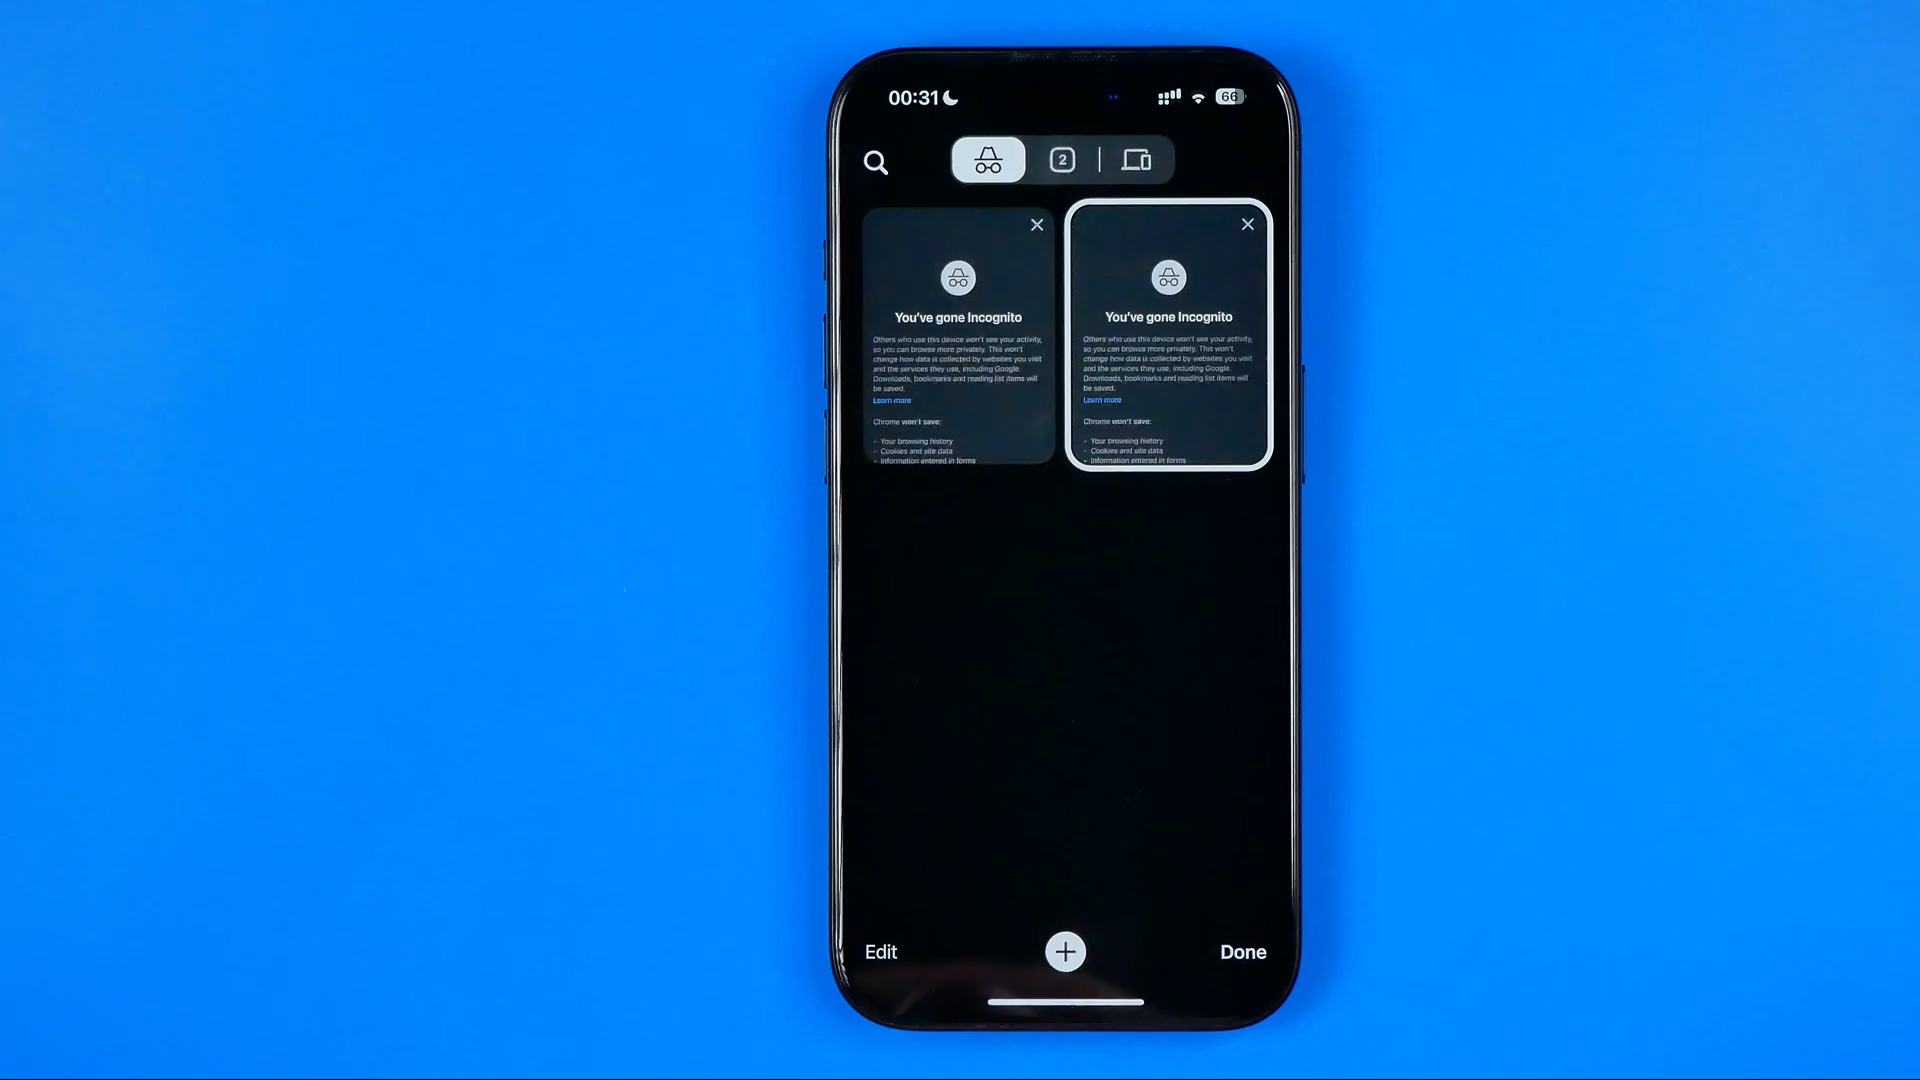 00:31 66
2
You've gone Incognito
Others who use this device won't see your activity,
so you can browse more privately. This won't
change how data is collected by websites you visit
and the services they use, including Google.
Downloads, bookmarks and reading list items will
be saved.
Learn more
Chrome won't save:
• Your browsing history
• Cookies and site data
• Information entered in forms
You've gone Incognito
Others who use this device won't see your activity,
so you can browse more privately. This won't
change how data is collected by websites you visit
and the services they use, including Google.
Downloads, bookmarks and reading list items will
be saved.
Learn more
Chrome won't save:
• Your browsing history
• Cookies and site data
• Information entered in forms
Edit Done